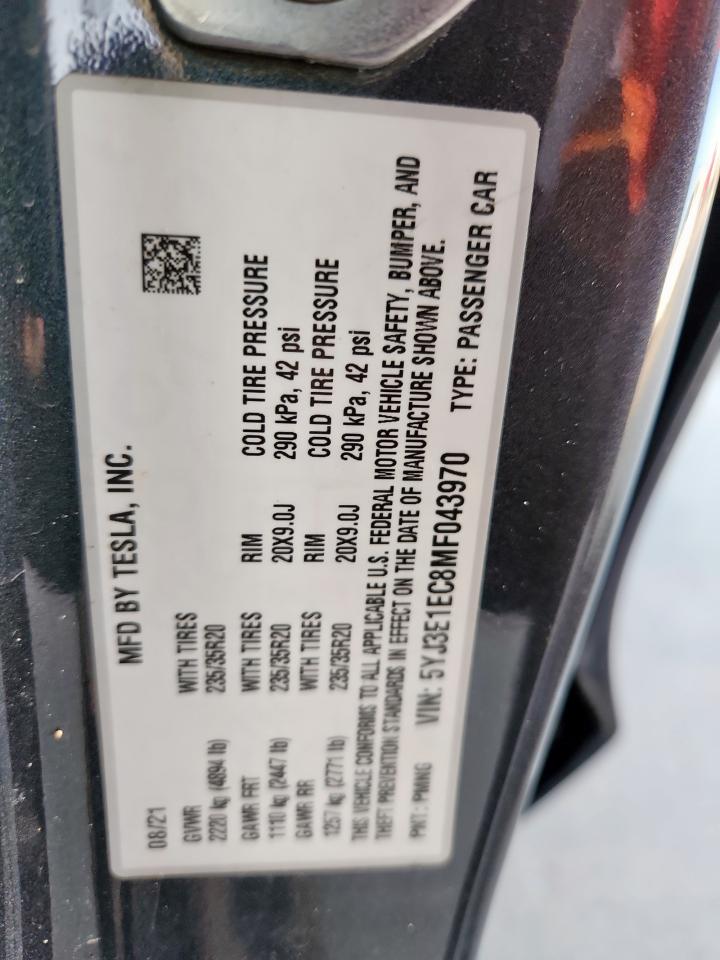 MFD BY TESLA, INC.
08/21
GVWR WITH TIRES
2220 kg (4894 lb) 235/35R20
GAWR FRT RIM COLD TIRE PRESSURE
1110 kg (2447 lb) 235/35R20 20X9.0J 290 kPa, 42 psi
GAWR RR WITH TIRES RIM COLD TIRE PRESSURE
1257 kg (2771 lb) 235/35R20 20X9.0J 290 kPa, 42 psi
THIS VEHICLE CONFORMS TO ALL APPLICABLE U.S. FEDERAL MOTOR VEHICLE SAFETY, BUMPER, AND
THEFT PREVENTION STANDARDS IN EFFECT ON THE DATE OF MANUFACTURE SHOWN ABOVE.
PNT: PMNG VIN: 5YJ3E1EC8MF043970 TYPE: PASSENGER CAR